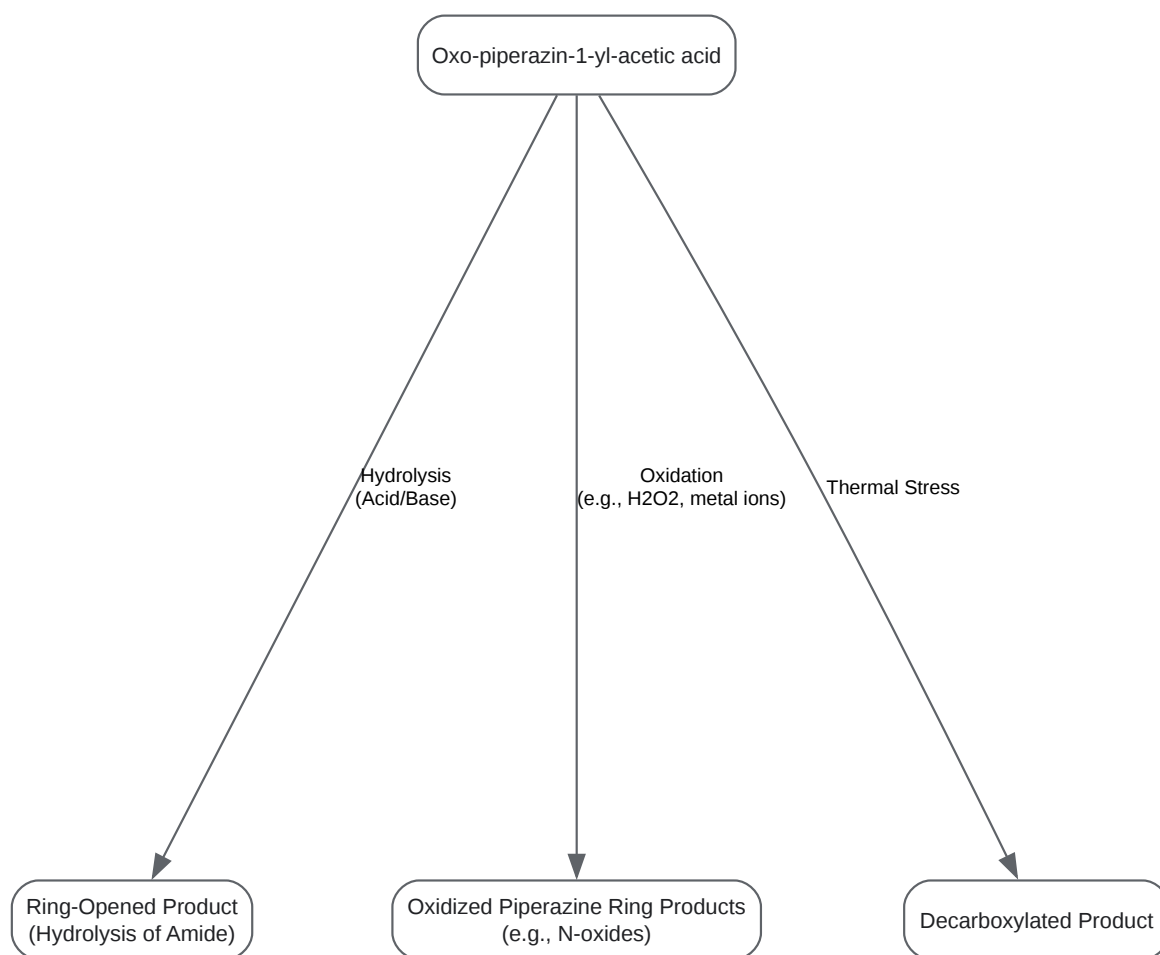 Oxo-piperazin-1-yl-acetic acid
Hydrolysis
(Acid/Base)
Oxidation
(e.g., H2O2, metal ions)
Thermal Stress
Ring-Opened Product
(Hydrolysis of Amide)
Oxidized Piperazine Ring Products
(e.g., N-oxides)
Decarboxylated Product